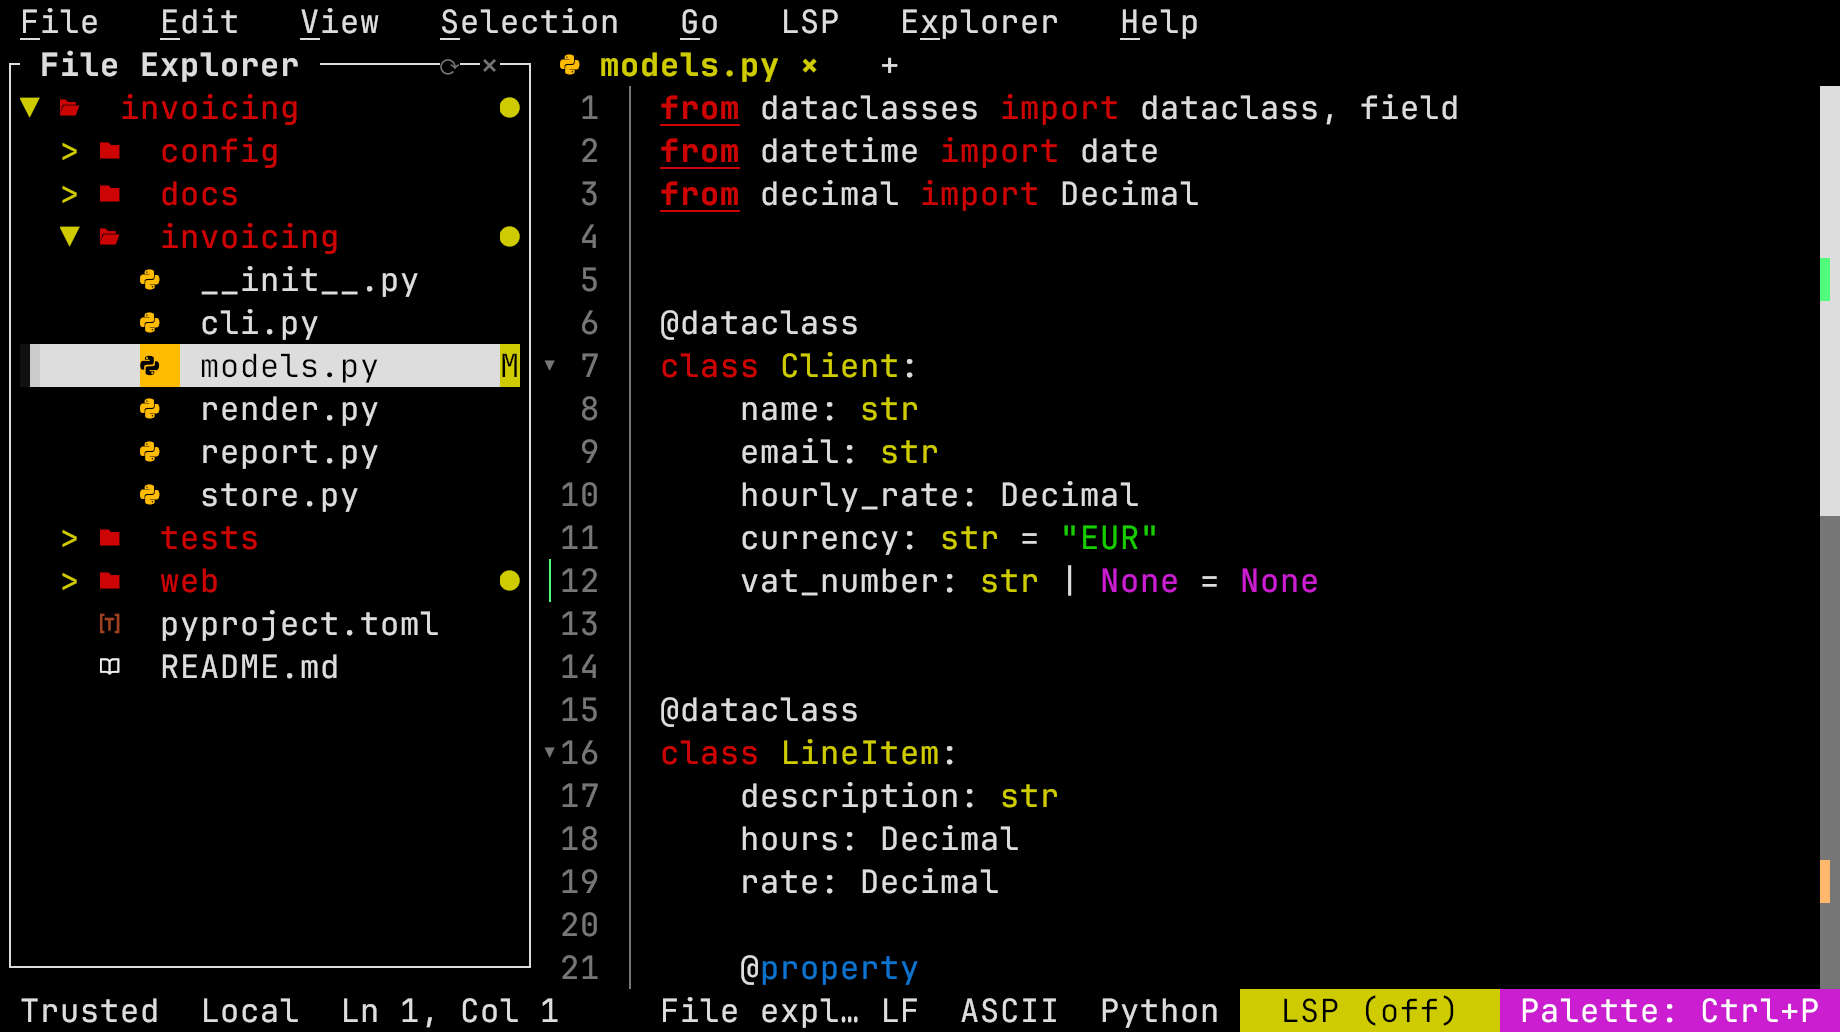 File Edit View Selection Go LSP Explorer Help
File Explorer
invoicing
config
docs
invoicing
__init__.py
cli.py
models.py M
render.py
report.py
store.py
tests
web
pyproject.toml
README.md
models.py × +
1 from dataclasses import dataclass, field
2 from datetime import date
3 from decimal import Decimal
4
5
6 @dataclass
7 class Client:
8 name: str
9 email: str
10 hourly_rate: Decimal
11 currency: str = "EUR"
12 vat_number: str | None = None
13
14
15 @dataclass
16 class LineItem:
17 description: str
18 hours: Decimal
19 rate: Decimal
20
21 @property
Trusted Local Ln 1, Col 1 File expl… LF ASCII Python LSP (off) Palette: Ctrl+P